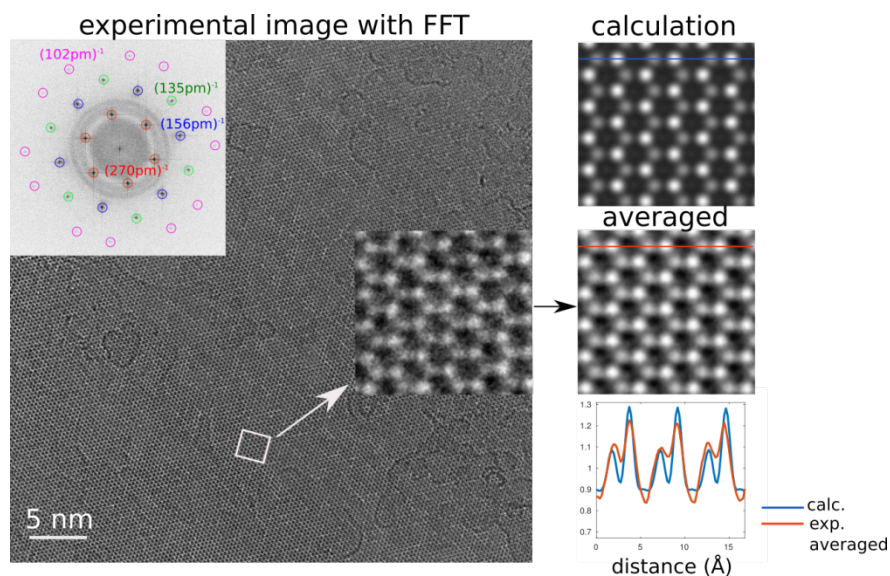 experimental image with FFT
calculation
(102pm)⁻¹
(135pm)⁻¹
(156pm)⁻¹
(270pm)⁻¹
averaged
5 nm
1.3
1.2
1.1
1
0.9
0.8
0.7
0 5 10 15
distance (Å)
calc.
exp.
averaged